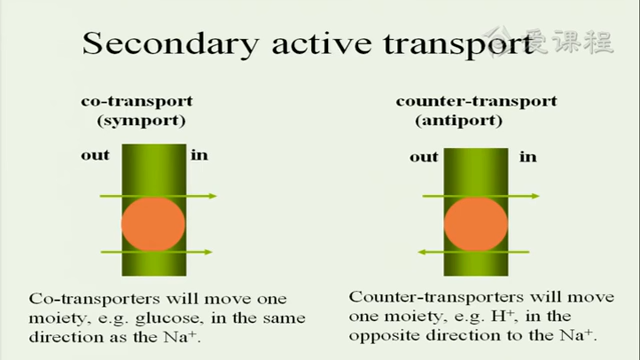 Secondary active transport
爱课程
co-transport
(symport)
out in
Co-transporters will move one
moiety, e.g. glucose, in the same
direction as the Na⁺.
counter-transport
(antiport)
out in
Counter-transporters will move
one moiety, e.g. H⁺, in the
opposite direction to the Na⁺.